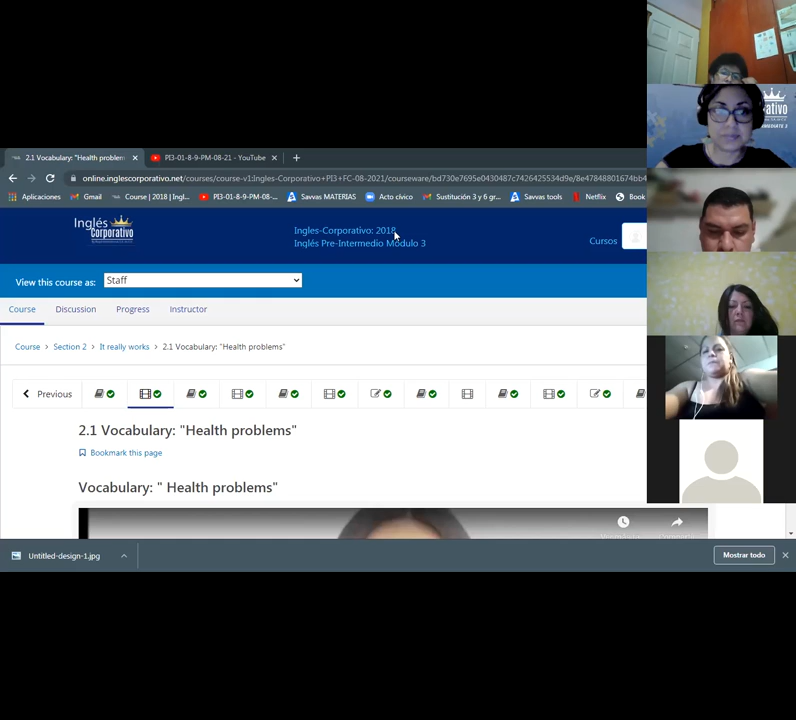 2.1 Vocabulary: "Health problem
PI3-01-8-9-PM-08-21 - YouTube
online.inglescorporativo.net/courses/course-v1:Ingles-Corporativo+PI3+FC-08-2021/courseware/bd730e7695e0430487c7426425534d9e/8e47848801674bb4
Aplicaciones
Gmail
Course | 2018 | Ingl...
PI3-01-8-9-PM-08-...
Savvas MATERIAS
Acto cívico
Sustitución 3 y 6 gr...
Savvas tools
Netflix
Book
Inglés
CORPORATIVO
Ingles-Corporativo: 2018
Inglés Pre-Intermedio Módulo 3
Cursos
View this course as:
Staff
Course
Discussion
Progress
Instructor
Course > Section 2 > It really works > 2.1 Vocabulary: "Health problems"
Previous
2.1 Vocabulary: "Health problems"
Bookmark this page
Vocabulary: " Health problems"
Untitled-design-1.jpg
Mostrar todo
ativo
MEDIATE 3